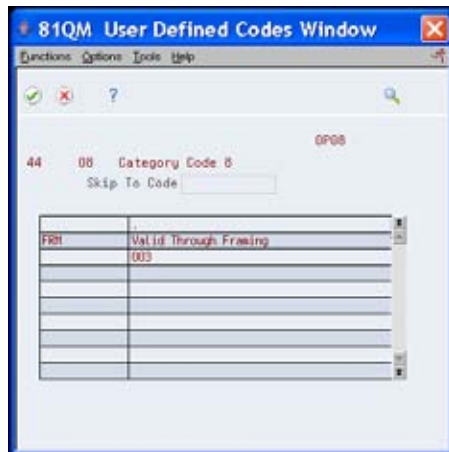 81QM User Defined Codes Window
Functions Options Tools Help
?
OP08
44 08 Category Code 8
Skip To Code
.
FRM Valid Through Framing
003